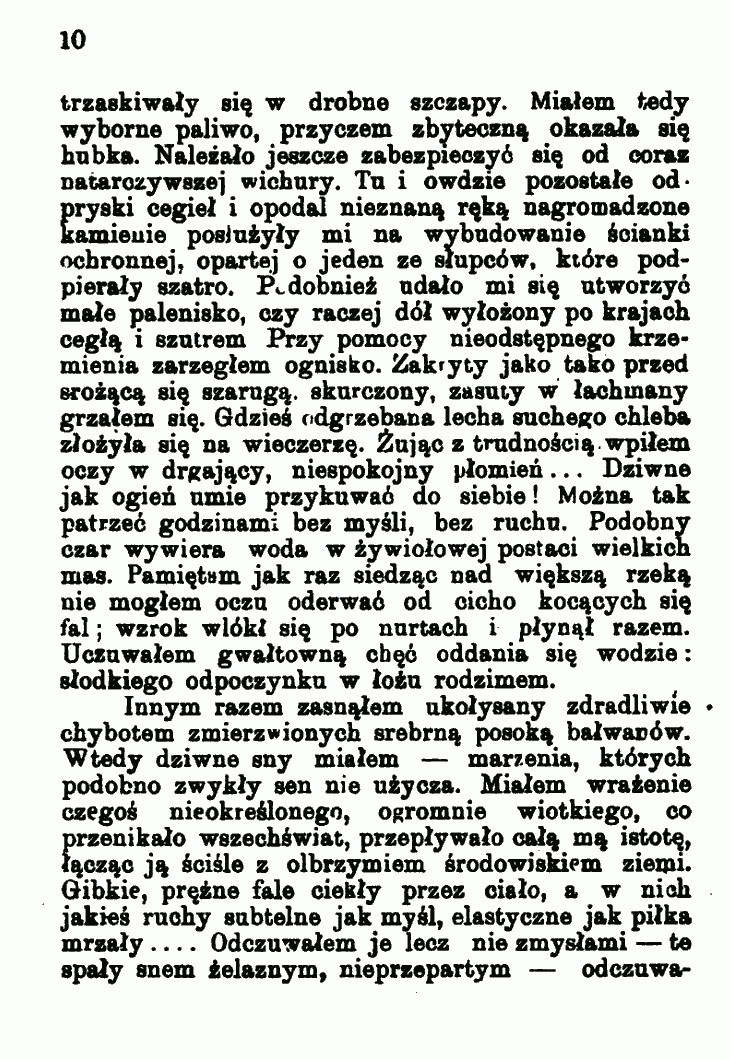 10
trzaskiwały się w drobne szczapy. Miałem tedy
wyborne paliwo, przyczem zbyteczną okazała się
hubka. Należało jeszcze zabezpieczyć się od coraz
natarczywszej wichury. Tu i owdzie pozostałe od-
pryski cegieł i opodal nieznaną ręką nagromadzone
kamienie posłużyły mi na wybudowanie ścianki
ochronnej, opartej o jeden ze słupców, które pod-
pierały szatro. Podobnież udało mi się utworzyć
małe palenisko, czy raczej dół wyłożony po krajach
cegłą i szutrem Przy pomocy nieodstępnego krze-
mienia zarzegłem ognisko. Zakryty jako tako przed
srożącą się szarugą, skurczony, zasuty w łachmany
grzałem się. Gdzieś odgrzebana lecha suchego chleba
złożyła się na wieczerzę. Żując z trudnością wpiłem
oczy w drgający, niespokojny płomień... Dziwne
jak ogień umie przykuwać do siebie! Można tak
patrzeć godzinami bez myśli, bez ruchu. Podobny
czar wywiera woda w żywiołowej postaci wielkich
mas. Pamiętam jak raz siedząc nad większą rzeką
nie mogłem oczu oderwać od cicho kocących się
fal; wzrok wlókł się po nurtach i płynął razem.
Uczuwałem gwałtowną chęć oddania się wodzie:
słodkiego odpoczynku w łożu rodzimem.
Innym razem zasnąłem ukołysany zdradliwie
chybotem zmierzwionych srebrną posoką bałwanów.
Wtedy dziwne sny miałem — marzenia, których
podobno zwykły sen nie użycza. Miałem wrażenie
czegoś nieokreślonego, ogromnie wiotkiego, co
przenikało wszechświat, przepływało całą mą istotę,
łącząc ją ściśle z olbrzymiem środowiskiem ziemi.
Gibkie, prężne fale ciekły przez ciało, a w nich
jakieś ruchy subtelne jak myśl, elastyczne jak piłka
mrzały.... Odczuwałem je lecz nie zmysłami — te
spały snem żelaznym, nieprzepartym — odczuwa-